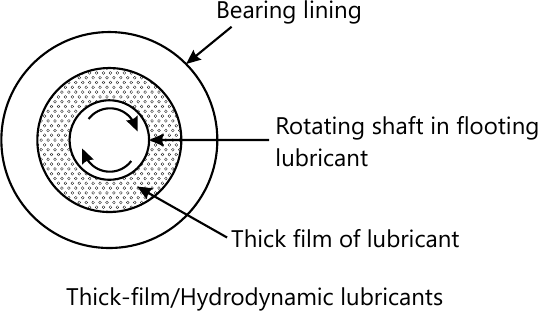 Bearing lining
Rotating shaft in flooting
lubricant
Thick film of lubricant
Thick-film/Hydrodynamic lubricants